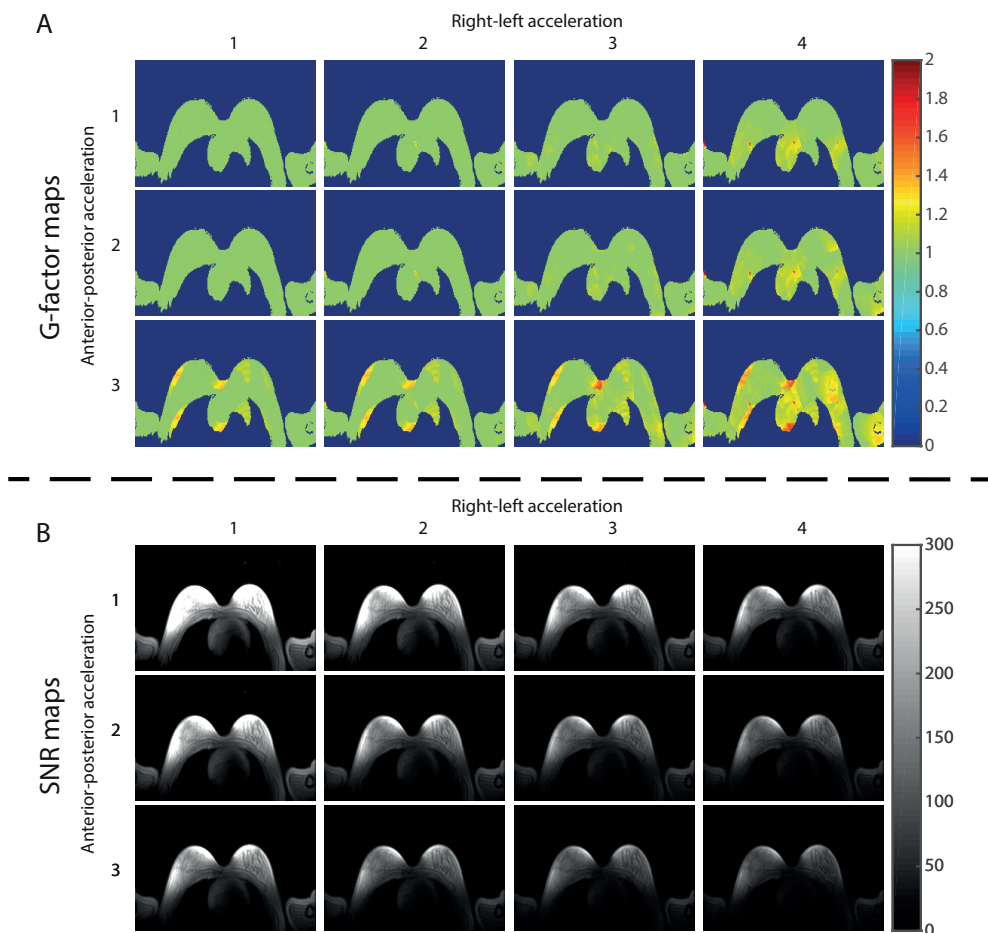 A
Right-left acceleration
1 2 3 4
G-factor maps
Anterior-posterior acceleration
1
2
3
2
1.8
1.6
1.4
1.2
1
0.8
0.6
0.4
0.2
0
B
Right-left acceleration
1 2 3 4
SNR maps
Anterior-posterior acceleration
1
2
3
300
250
200
150
100
50
0